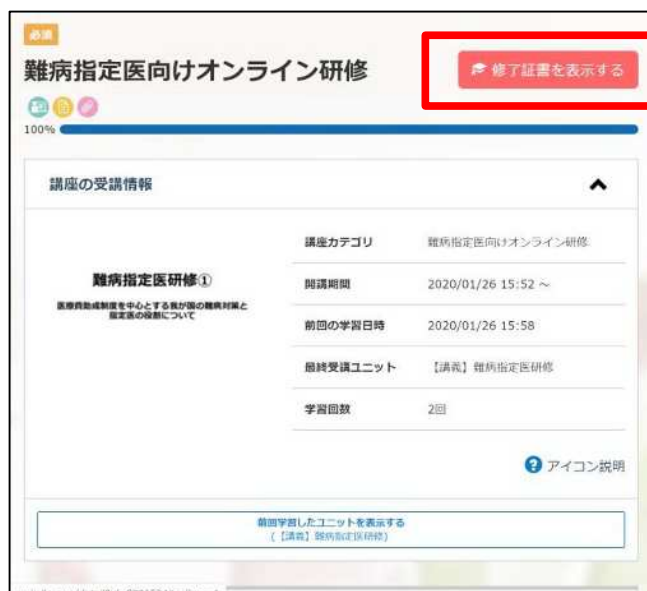 必須
難病指定医向けオンライン研修
修了証書を表示する
100%
講座の受講情報
難病指定医研修①
医療費助成制度を中心とする我が国の難病対策と
指定医の役割について
講座カテゴリ 難病指定医向けオンライン研修
開講期間 2020/01/26 15:52 ～
前回の学習日時 2020/01/26 15:58
最終受講ユニット 【講義】難病指定医研修
学習回数 2回
アイコン説明
前回学習したユニットを表示する
(【講義】難病指定医研修)